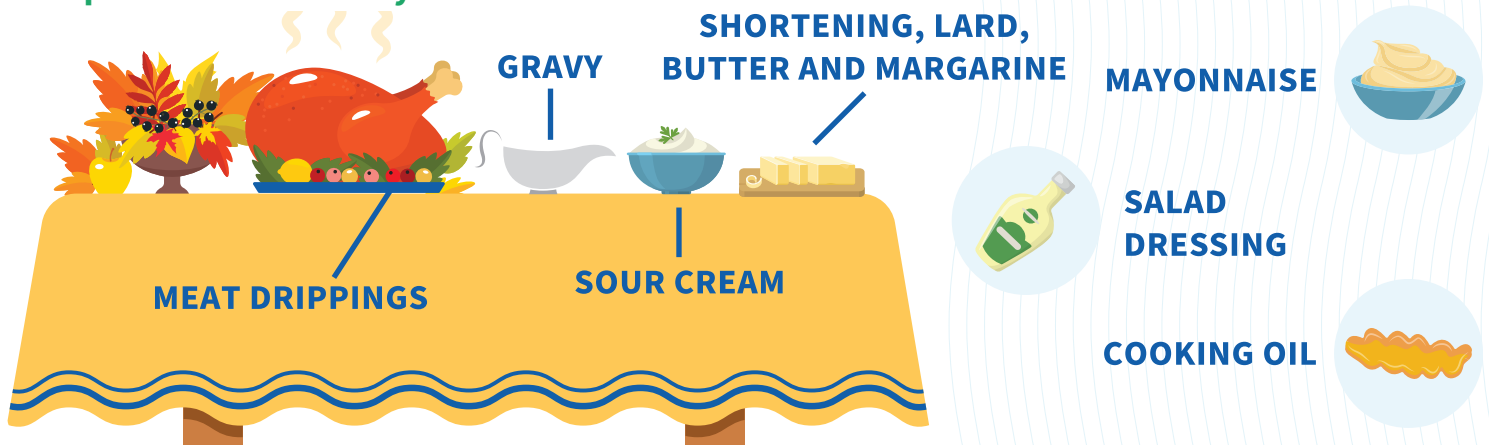 GRAVY
SHORTENING, LARD,
BUTTER AND MARGARINE
MAYONNAISE
SALAD
DRESSING
MEAT DRIPPINGS
SOUR CREAM
COOKING OIL